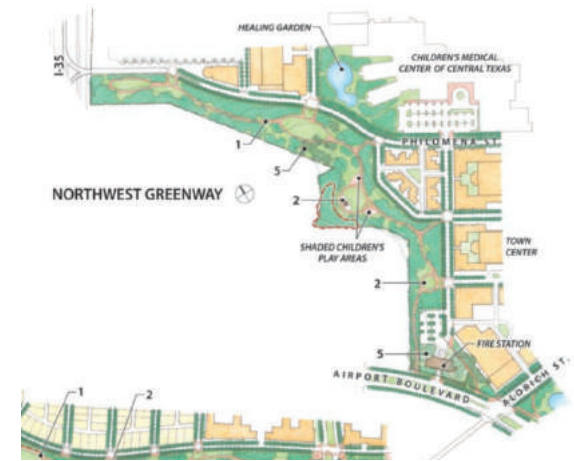 HEALING GARDEN
I-35
CHILDREN'S MEDICAL
CENTER OF CENTRAL TEXAS
1
PHILOMENA ST.
5
NORTHWEST GREENWAY
2
SHADED CHILDREN'S
PLAY AREAS
TOWN
CENTER
2
FIRE STATION
5
AIRPORT BOULEVARD
ALDRICH ST.
1
2